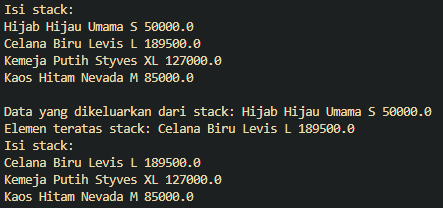 Isi stack:
Hijab Hijau Umama S 50000.0
Celana Biru Levis L 189500.0
Kemeja Putih Styves XL 127000.0
Kaos Hitam Nevada M 85000.0

Data yang dikeluarkan dari stack: Hijab Hijau Umama S 50000.0
Elemen teratas stack: Celana Biru Levis L 189500.0
Isi stack:
Celana Biru Levis L 189500.0
Kemeja Putih Styves XL 127000.0
Kaos Hitam Nevada M 85000.0